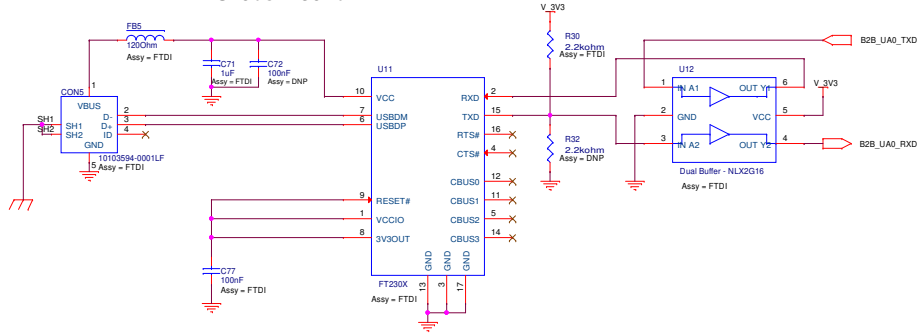 V_3V3
FB5
120Ohm
Assy = FTDI
R30
2.2kohm
Assy = FTDI
B2B_UA0_TXD
C71
1uF
Assy = FTDI
C72
100nF
Assy = DNP
U11
U12
V_3V3
CON5
1
VBUS
D- 2
D+ 3
ID 4
SH1 SH1
SH2 SH2
GND
5
10103594-0001LF
Assy = FTDI
10 VCC
7 USBDM
6 USBDP
9 RESET#
1 VCCIO
8 3V3OUT
RXD 2
TXD 15
RTS# 16
CTS# 4
CBUS0 12
CBUS1 11
CBUS2 5
CBUS3 14
GND GND GND
13 3 17
FT230X
Assy = FTDI
R32
2.2kohm
Assy = DNP
1 IN A1 OUT Y1 6
2 GND VCC 5
3 IN A2 OUT Y2 4
Dual Buffer - NLX2G16
Assy = FTDI
B2B_UA0_RXD
C77
100nF
Assy = FTDI